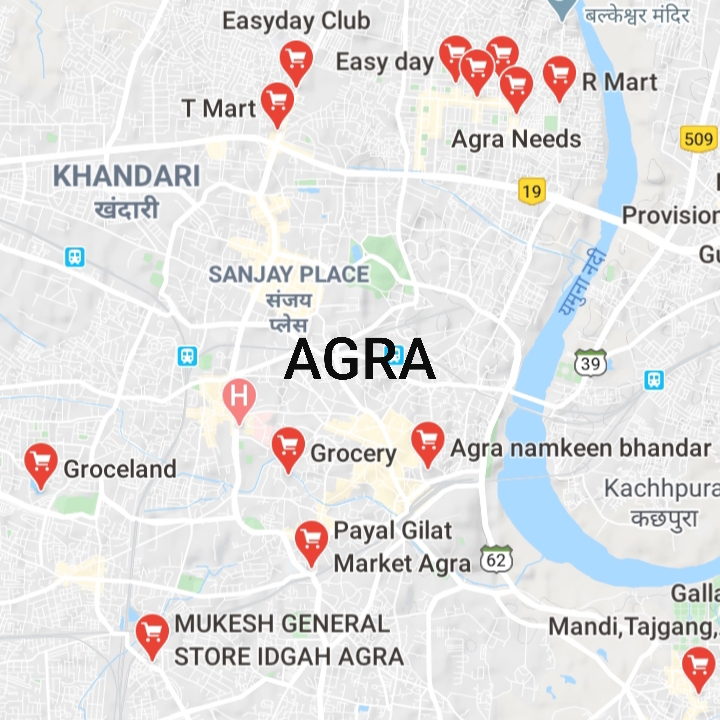 Easyday Club
बल्केश्वर मंदिर
Easy day
R Mart
T Mart
Agra Needs
509
KHANDARI
खंदारी
19
Provision
Gu
SANJAY PLACE
संजय
प्लेस
यमुना नदी
AGRA
39
H
Grocery
Agra namkeen bhandar
Groceland
Kachhpura
कछपुरा
Payal Gilat
Market Agra
62
Galla
Mandi,Tajgang,
MUKESH GENERAL
STORE IDGAH AGRA